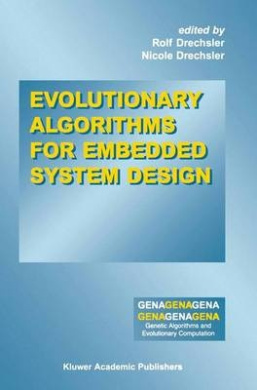 edited by
Rolf Drechsler
Nicole Drechsler
EVOLUTIONARY
ALGORITHMS
FOR EMBEDDED
SYSTEM DESIGN
GENAGENAGENA
GENAGENAGENA
Genetic Algorithms and
Evolutionary Computation
Kluwer Academic Publishers